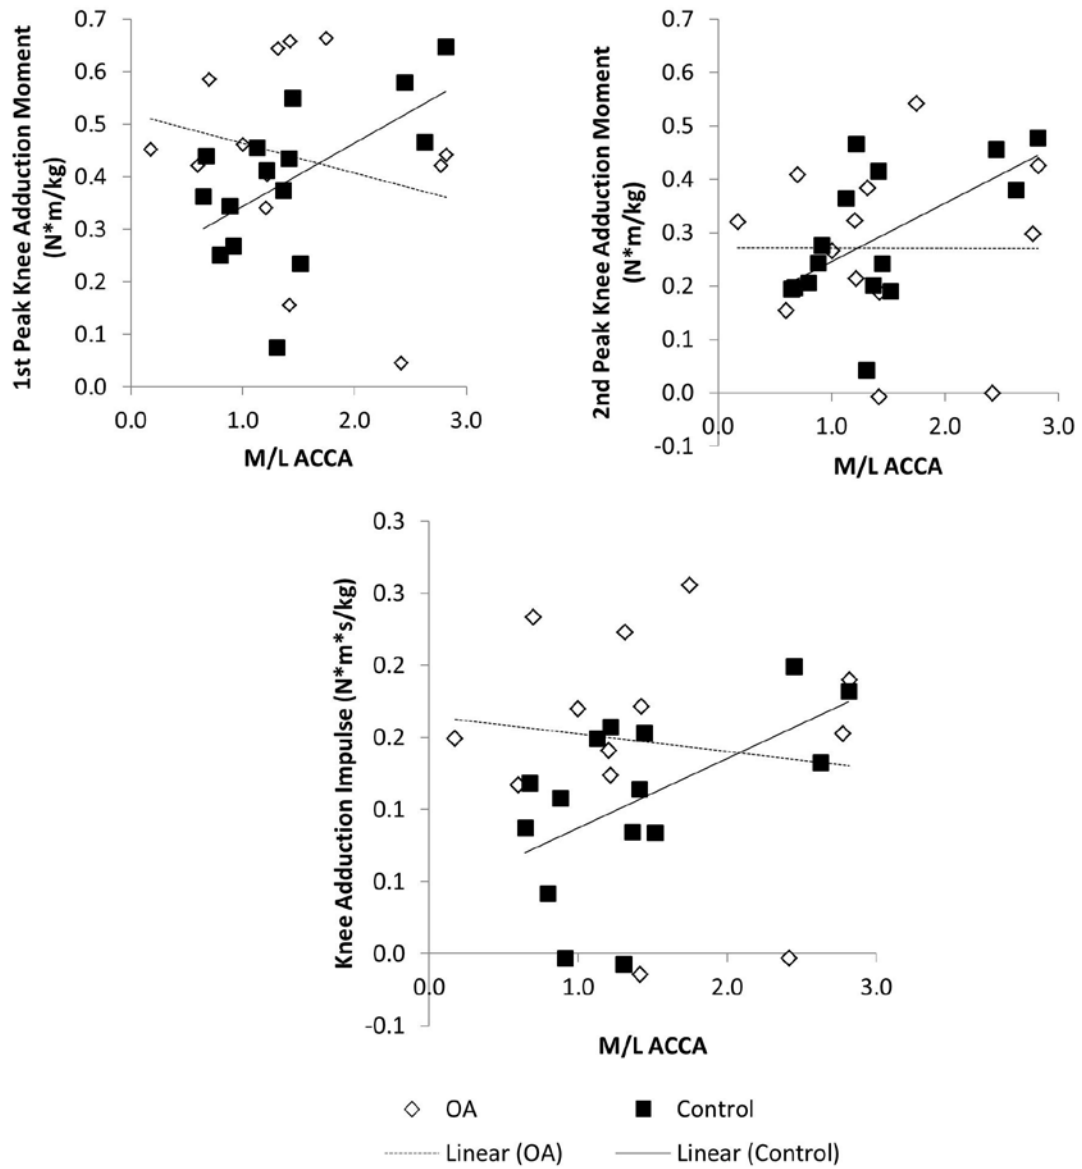 1st Peak Knee Adduction Moment
(N*m/kg)
0.7
0.6
0.5
0.4
0.3
0.2
0.1
0.0
0.0 1.0 2.0 3.0
M/L ACCA
2nd Peak Knee Adduction Moment
(N*m/kg)
0.7
0.6
0.5
0.4
0.3
0.2
0.1
0.0
-0.1
0.0 1.0 2.0 3.0
M/L ACCA
Knee Adduction Impulse (N*m*s/kg)
0.3
0.3
0.2
0.2
0.1
0.1
0.0
-0.1
0.0 1.0 2.0 3.0
M/L ACCA
OA Control
Linear (OA) Linear (Control)